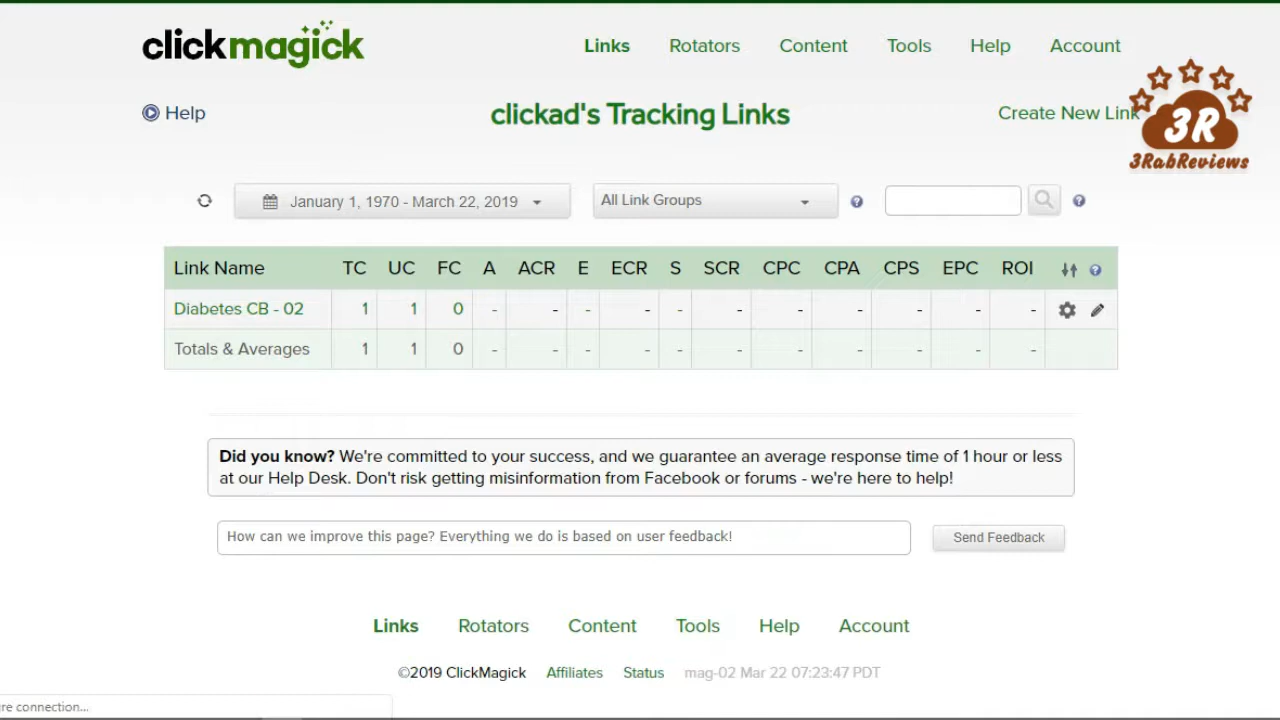 clickmagick
Links Rotators Content Tools Help Account
Help
clickad's Tracking Links
Create New Link
3R
3RabReviews
January 1, 1970 - March 22, 2019
All Link Groups
Link Name TC UC FC A ACR E ECR S SCR CPC CPA CPS EPC ROI
Diabetes CB - 02 1 1 0 - - - - - - - - - - -
Totals & Averages 1 1 0 - - - - - - - - - - -
Did you know? We're committed to your success, and we guarantee an average response time of 1 hour or less
at our Help Desk. Don't risk getting misinformation from Facebook or forums - we're here to help!
How can we improve this page? Everything we do is based on user feedback!
Send Feedback
Links Rotators Content Tools Help Account
©2019 ClickMagick Affiliates Status mag-02 Mar 22 07:23:47 PDT
re connection...